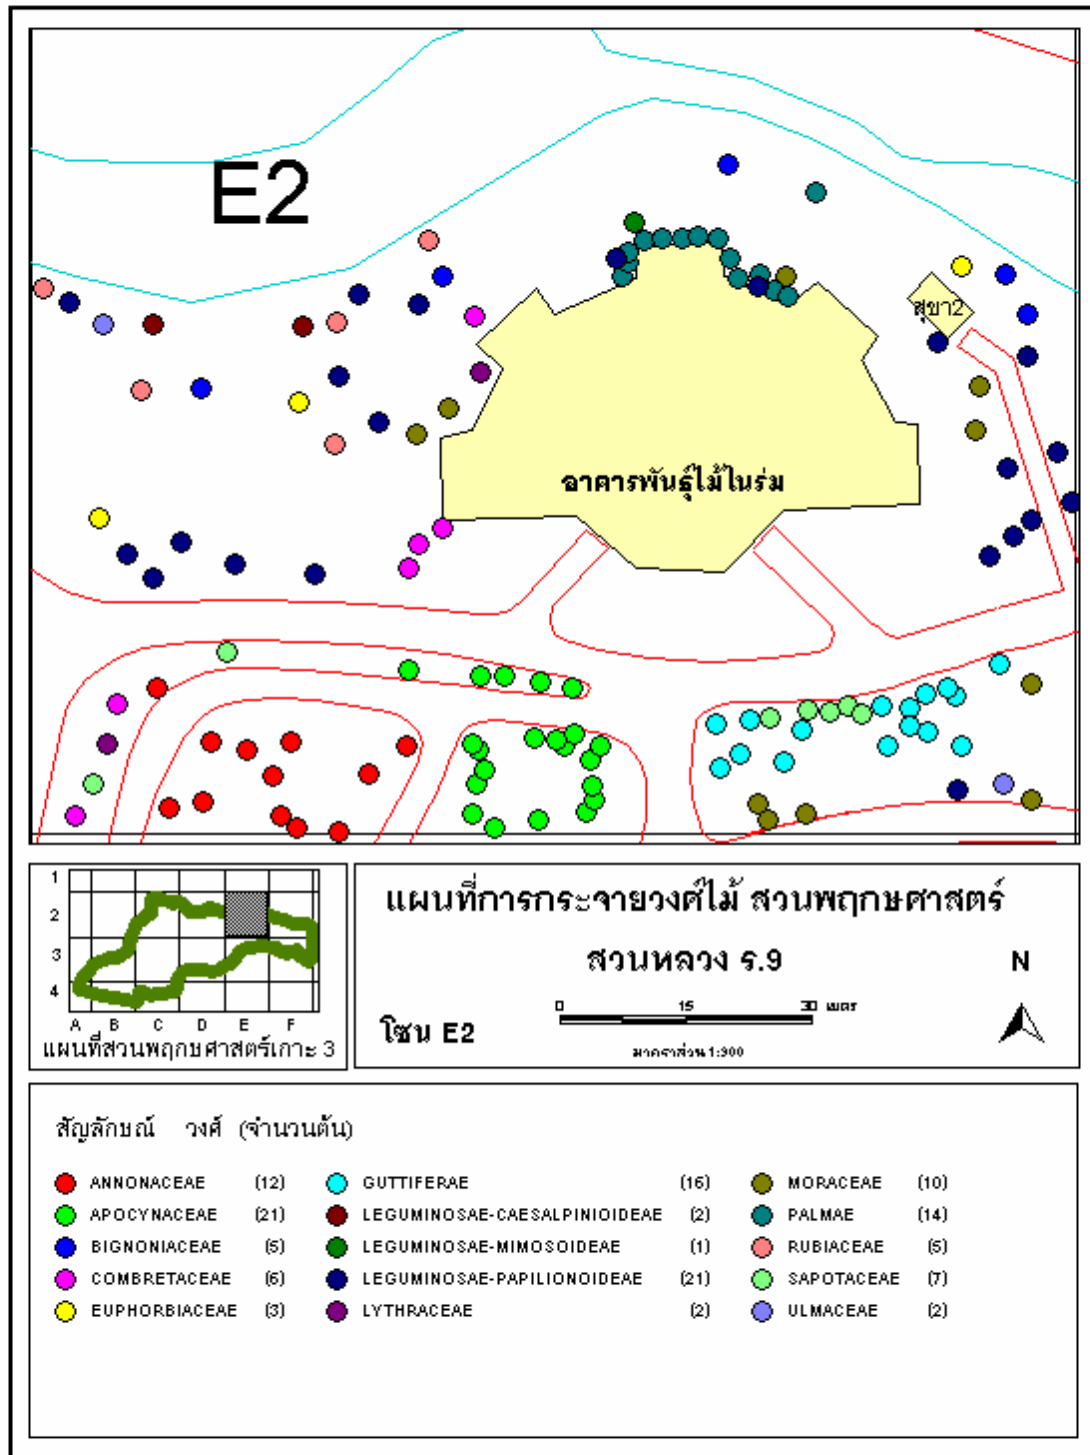 E2
สุขา2
อาคารพันธุ์ไม้ในร่ม
1
2
3
4
A B C D E F
แผนที่สวนพฤกษศาสตร์เกาะ 3
แผนที่การกระจายวงศ์ไม้ สวนพฤกษศาสตร์
สวนหลวง ร.9
N
0 15 30 เมตร
โซน E2
มาตราส่วน 1:900
สัญลักษณ์ วงศ์ (จำนวนต้น)
ANNONACEAE (12) GUTTIFERAE (16) MORACEAE (10)
APOCYNACEAE (21) LEGUMINOSAE-CAESALPINIOIDEAE (2) PALMAE (14)
BIGNONIACEAE (5) LEGUMINOSAE-MIMOSOIDEAE (1) RUBIACEAE (5)
COMBRETACEAE (6) LEGUMINOSAE-PAPILIONOIDEAE (21) SAPOTACEAE (7)
EUPHORBIACEAE (3) LYTHRACEAE (2) ULMACEAE (2)